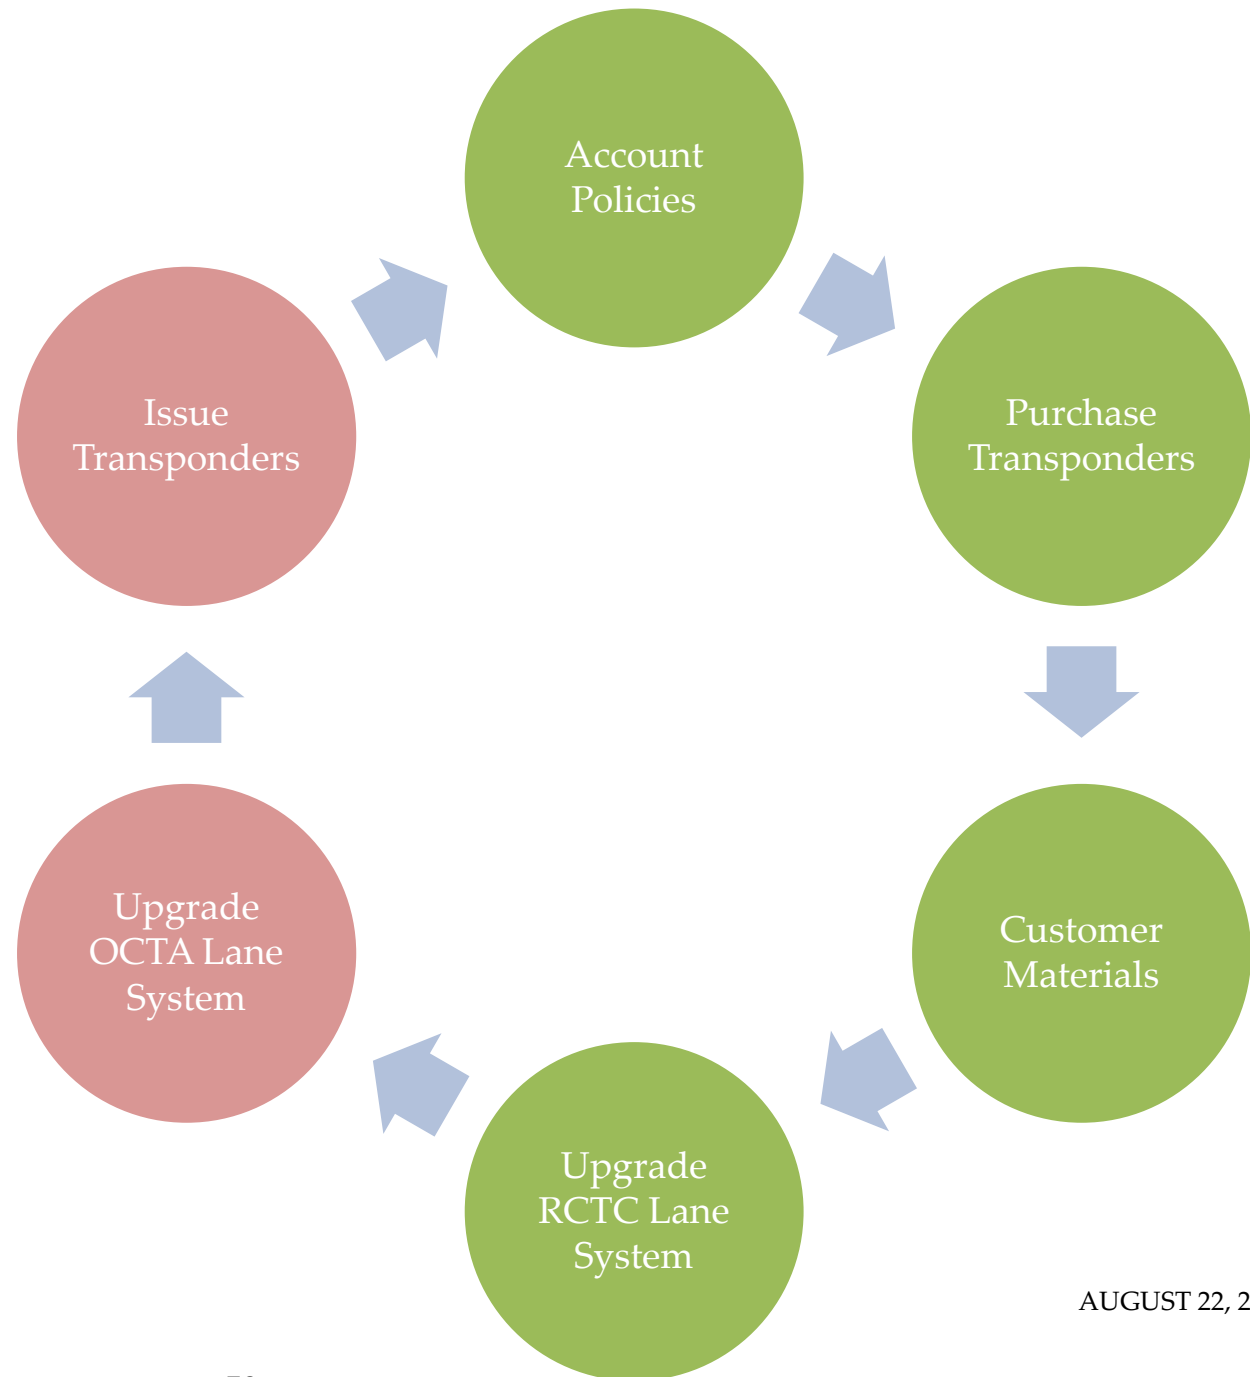 Account
Policies
Purchase
Transponders
Customer
Materials
Upgrade
RCTC Lane
System
Upgrade
OCTA Lane
System
Issue
Transponders
AUGUST 22, 2